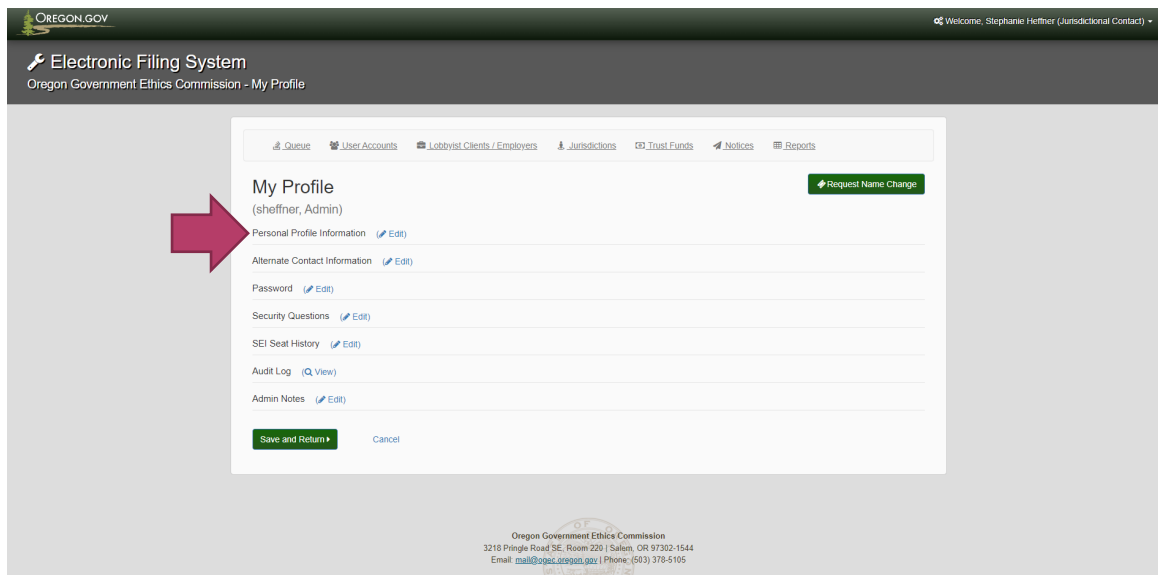 OREGON.GOV
Welcome, Stephanie Heffner (Jurisdictional Contact)
Electronic Filing System
Oregon Government Ethics Commission - My Profile
Queue User Accounts Lobbyist Clients / Employers Jurisdictions Trust Funds Notices Reports
My Profile
Request Name Change
(sheffner, Admin)
Personal Profile Information (Edit)
Alternate Contact Information (Edit)
Password (Edit)
Security Questions (Edit)
SEI Seat History (Edit)
Audit Log (View)
Admin Notes (Edit)
Save and Return
Cancel
Oregon Government Ethics Commission
3218 Pringle Road SE, Room 220 | Salem, OR 97302-1544
Email: mail@ogec.oregon.gov | Phone: (503) 378-5105